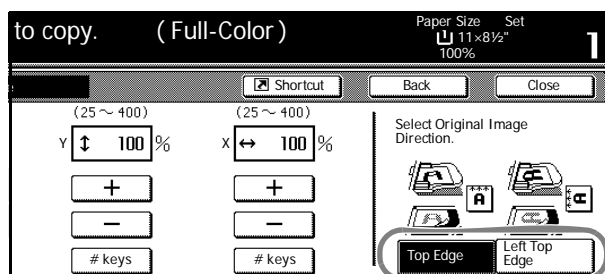 to copy. (Full-Color) Paper Size Set
11×8½"
100% 1
Shortcut Back Close
(25～400) (25～400)
Select Original Image
Direction.
Y 100 % X 100 %
A
+ +
− −
# keys # keys
Top Edge Left Top
Edge